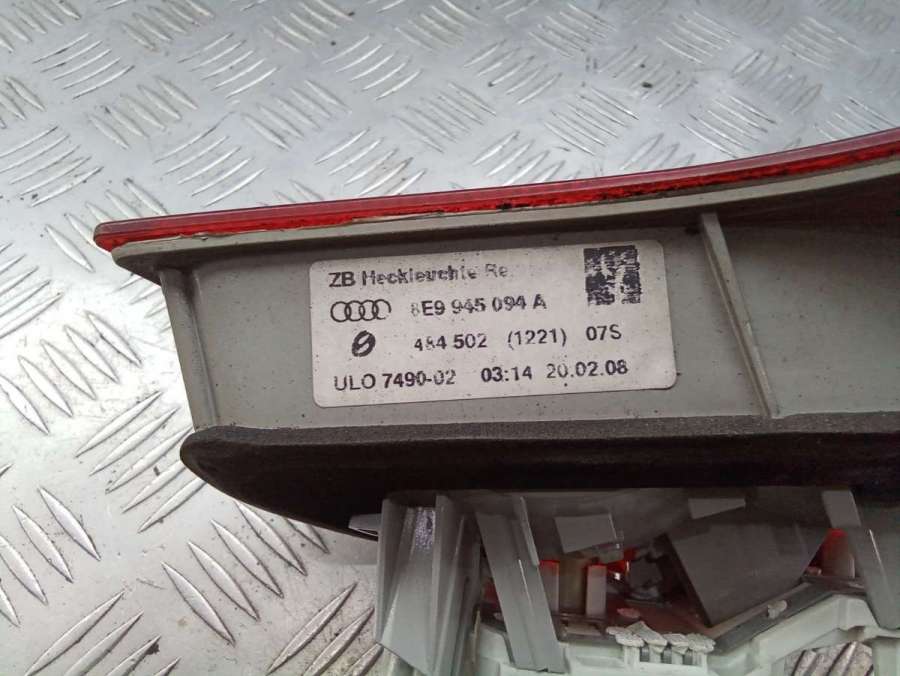 ZB Heckleuchte Re
8E9 945 094 A
484 502 (1221) 07S
ULO 7490-02 03:14 20.02.08